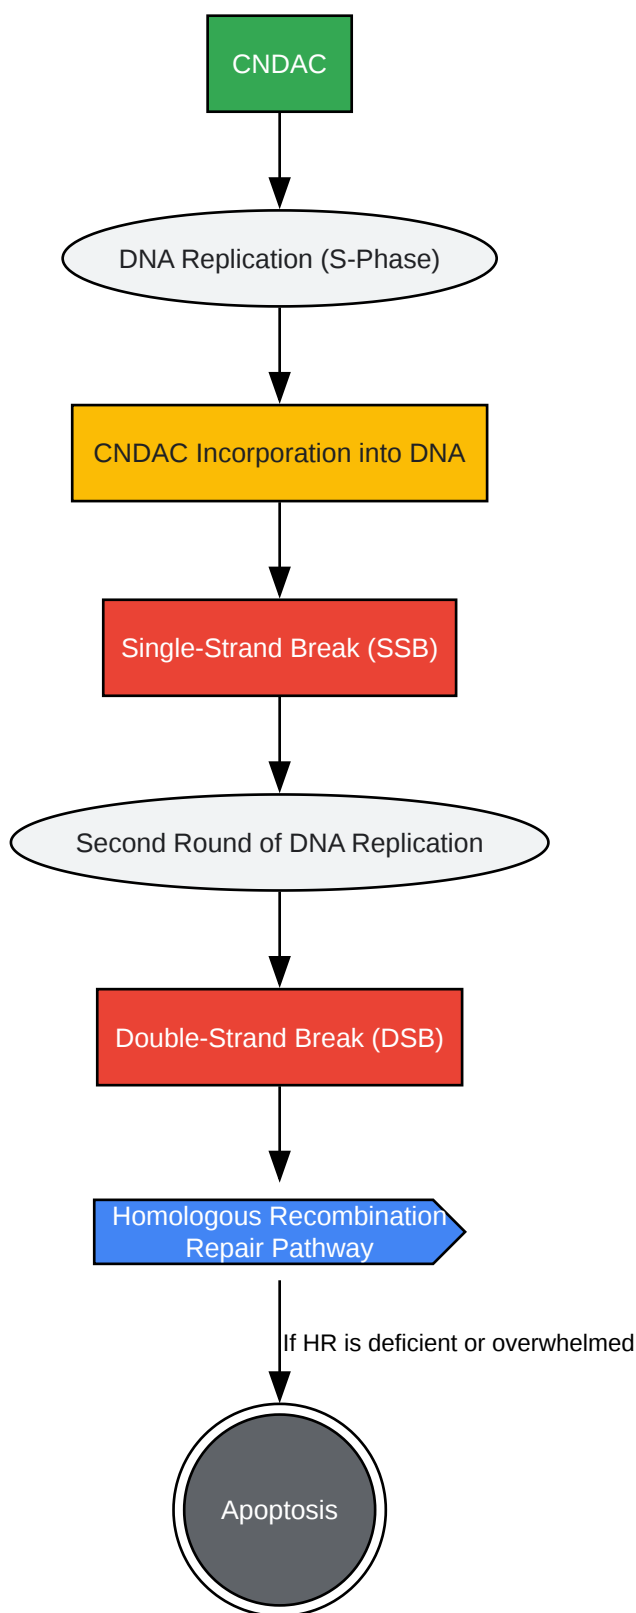 CNDAC
DNA Replication (S-Phase)
CNDAC Incorporation into DNA
Single-Strand Break (SSB)
Second Round of DNA Replication
Double-Strand Break (DSB)
Homologous Recombination
Repair Pathway
If HR is deficient or overwhelmed
Apoptosis